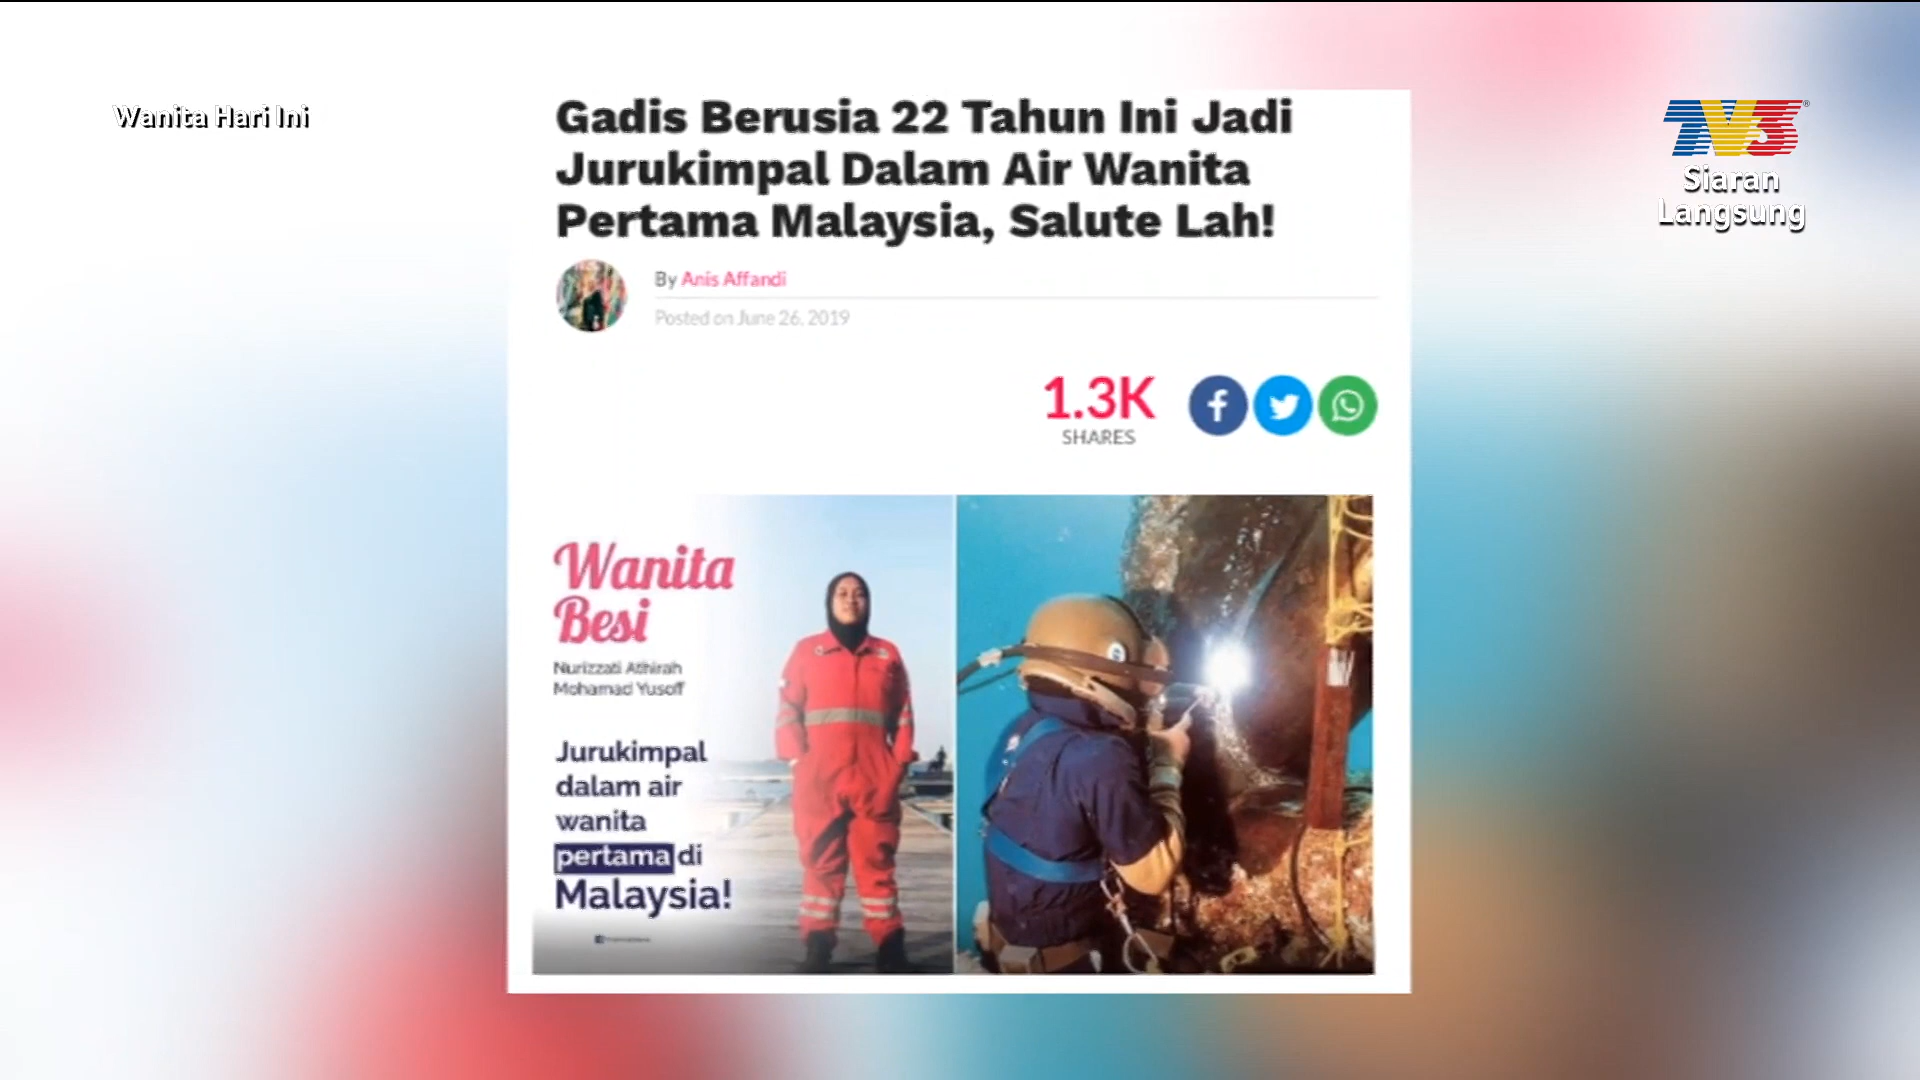 Wanita Hari Ini
TV3
Siaran
Langsung
Gadis Berusia 22 Tahun Ini Jadi
Jurukimpal Dalam Air Wanita
Pertama Malaysia, Salute Lah!
By Anis Affandi
Posted on June 26, 2019
1.3K
SHARES
Wanita
Besi
Nurizzati Athirah
Mohamad Yusoff
Jurukimpal
dalam air
wanita
pertama di
Malaysia!